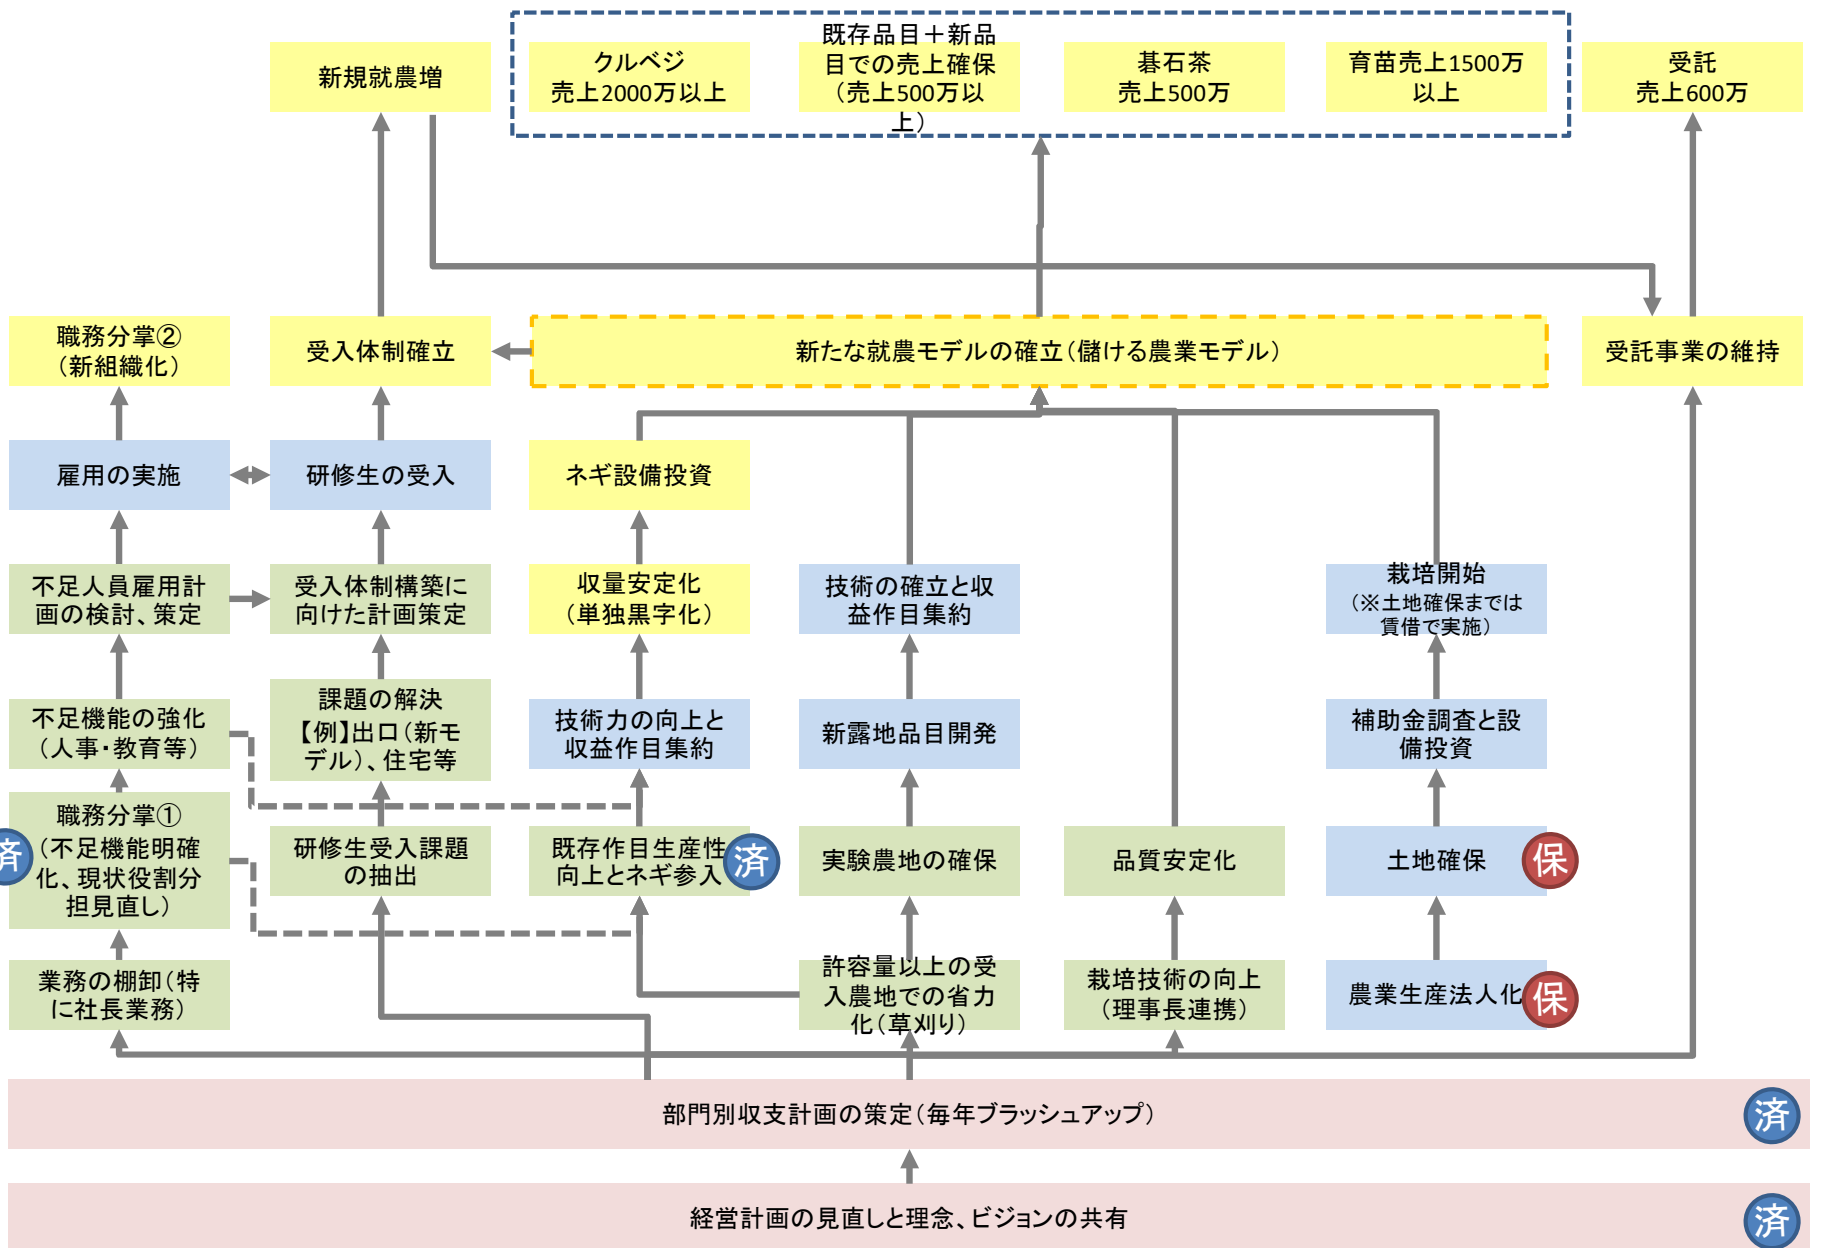 新規就農増
クルベジ
売上2000万以上
既存品目＋新品
目での売上確保
（売上500万以
上）
碁石茶
売上500万
育苗売上1500万
以上
受託
売上600万
職務分掌②
（新組織化）
受入体制確立
新たな就農モデルの確立（儲ける農業モデル）
受託事業の維持
雇用の実施
研修生の受入
ネギ設備投資
不足人員雇用計
画の検討、策定
受入体制構築に
向けた計画策定
収量安定化
（単独黒字化）
技術の確立と収
益作目集約
栽培開始
（※土地確保までは
賃借で実施）
不足機能の強化
（人事・教育等）
課題の解決
【例】出口（新モ
デル）、住宅等
技術力の向上と
収益作目集約
新露地品目開発
補助金調査と設
備投資
職務分掌①
（不足機能明確
化、現状役割分
担見直し）
済
研修生受入課題
の抽出
既存作目生産性
向上とネギ参入
済
実験農地の確保
品質安定化
土地確保
保
業務の棚卸（特
に社長業務）
許容量以上の受
入農地での省力
化（草刈り）
栽培技術の向上
（理事長連携）
農業生産法人化
保
部門別収支計画の策定（毎年ブラッシュアップ）
済
経営計画の見直しと理念、ビジョンの共有
済